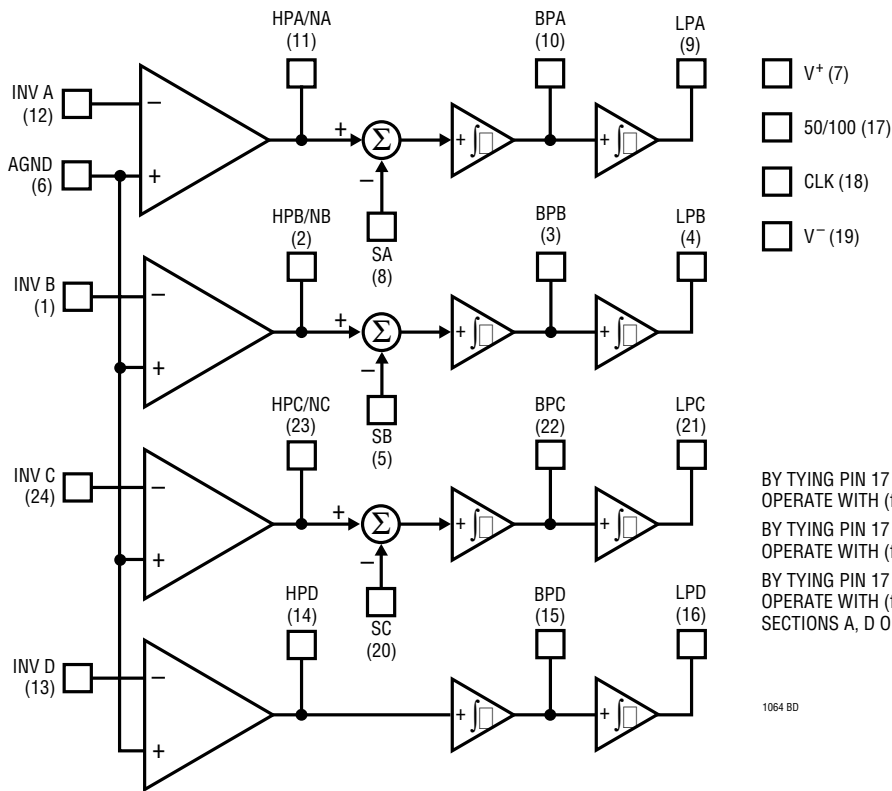 HPA/NA
(11)
BPA
(10)
LPA
(9)
INV A
(12)
AGND
(6)
−
+
+
Σ
−
+ ∫
+ ∫
SA
(8)
V+ (7)
50/100 (17)
CLK (18)
V− (19)
HPB/NB
(2)
BPB
(3)
LPB
(4)
INV B
(1)
−
+
+
Σ
−
+ ∫
+ ∫
SB
(5)
HPC/NC
(23)
BPC
(22)
LPC
(21)
INV C
(24)
−
+
+
Σ
−
+ ∫
+ ∫
SC
(20)
HPD
(14)
BPD
(15)
LPD
(16)
INV D
(13)
−
+
+ ∫
+ ∫
BY TYING PIN 17
OPERATE WITH (
BY TYING PIN 17
OPERATE WITH (
BY TYING PIN 17
OPERATE WITH (
SECTIONS A, D O
1064 BD